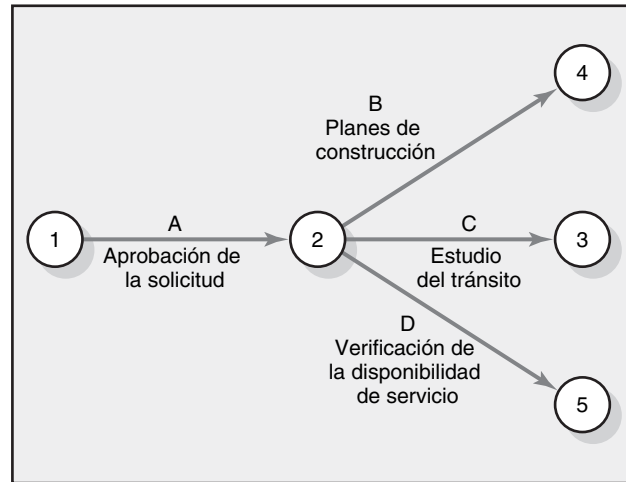 4
B
Planes de
construcción
1
A
Aprobación de
la solicitud
2
C
Estudio
del tránsito
3
D
Verificación de
la disponibilidad
de servicio
5